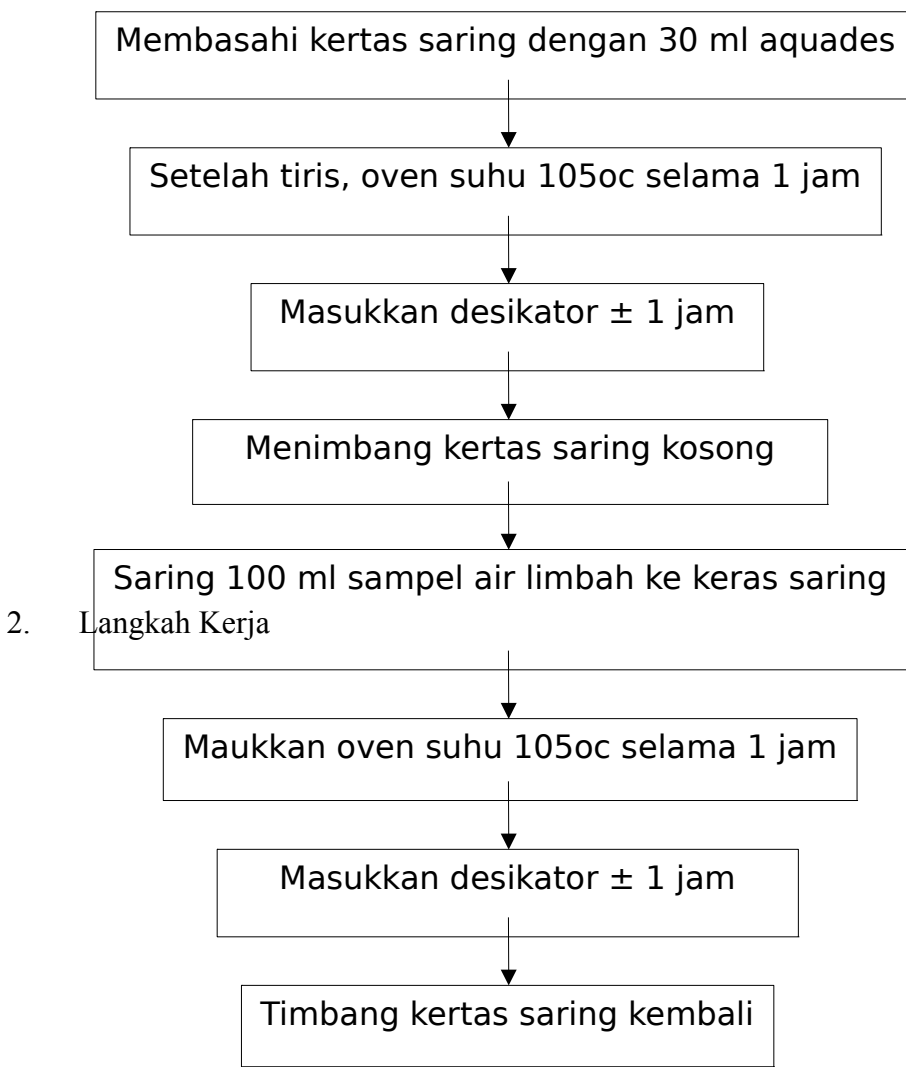 Membasahi kertas saring dengan 30 ml aquades
Setelah tiris, oven suhu 105oc selama 1 jam
Masukkan desikator ± 1 jam
Menimbang kertas saring kosong
Saring 100 ml sampel air limbah ke keras saring
2. Langkah Kerja
Maukkan oven suhu 105oc selama 1 jam
Masukkan desikator ± 1 jam
Timbang kertas saring kembali